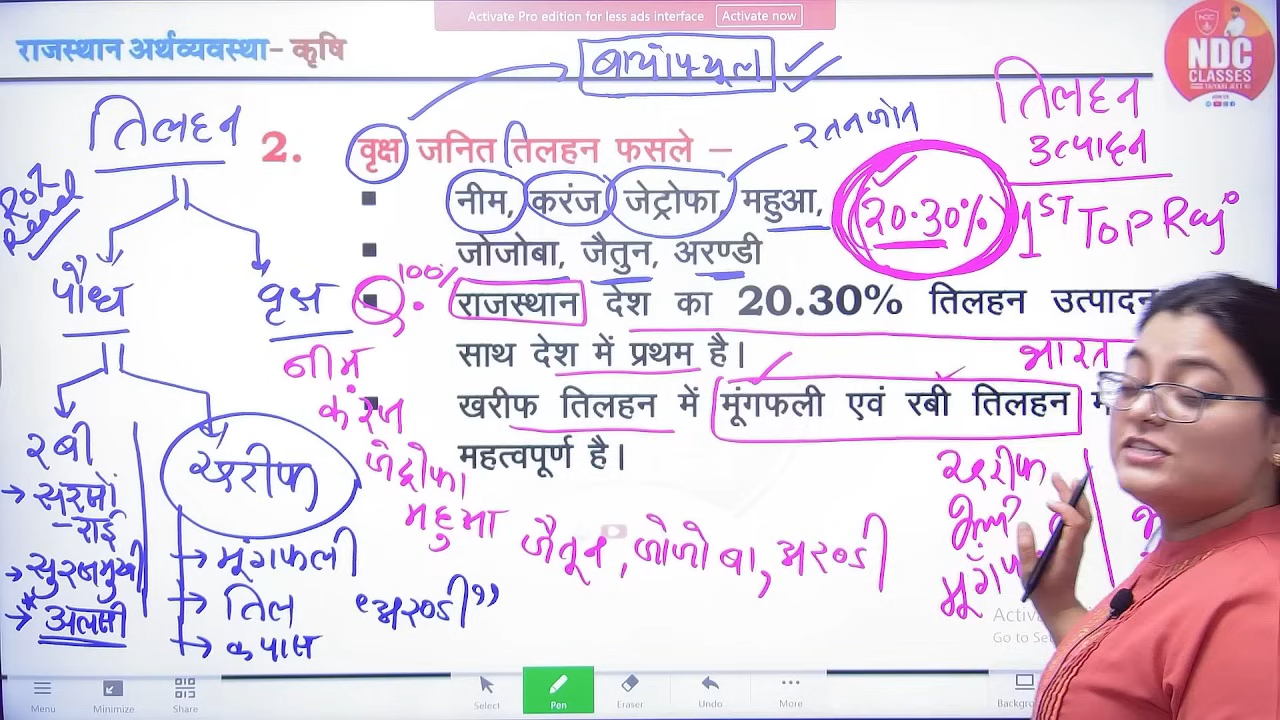 Activate Pro edition for less ads interface
Activate now
राजस्थान अर्थव्यवस्था- कृषि
NDC
CLASSES
बायोफ्यूल
तिलहन
2. वृक्ष जनित तिलहन फसले –
रतनजोत
तिलहन
उत्पादन
नीम, करंज, जेट्रोफा, महुआ,
20.30%
1ST Top Raj
जोजोबा, जैतुन, अरण्डी
100%
राजस्थान देश का 20.30% तिलहन उत्पादन
साथ देश में प्रथम है।
भारत
खरीफ तिलहन में मूंगफली एवं रबी तिलहन
महत्वपूर्ण है।
पौध
वृक्ष
नीम
करंज
जेट्रोफा
महुआ
जैतून, जोजोबा, अरण्डी
रबी
सरसों
-राई
सुरजमुखी
अलसी
खरीफ
मूंगफली
तिल
कपास
"अरण्डी"
खरीफ
Menu
Minimize
Share
Select
Pen
Eraser
Undo
More